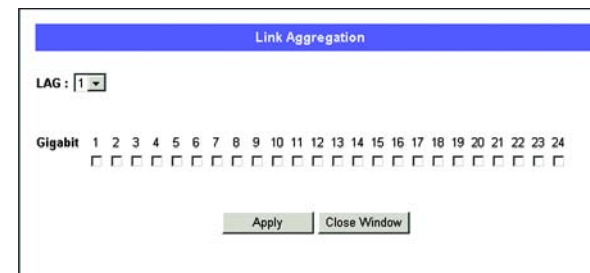 Link Aggregation
LAG : 1
Gigabit 1 2 3 4 5 6 7 8 9 10 11 12 13 14 15 16 17 18 19 20 21 22 23 24
Apply Close Window